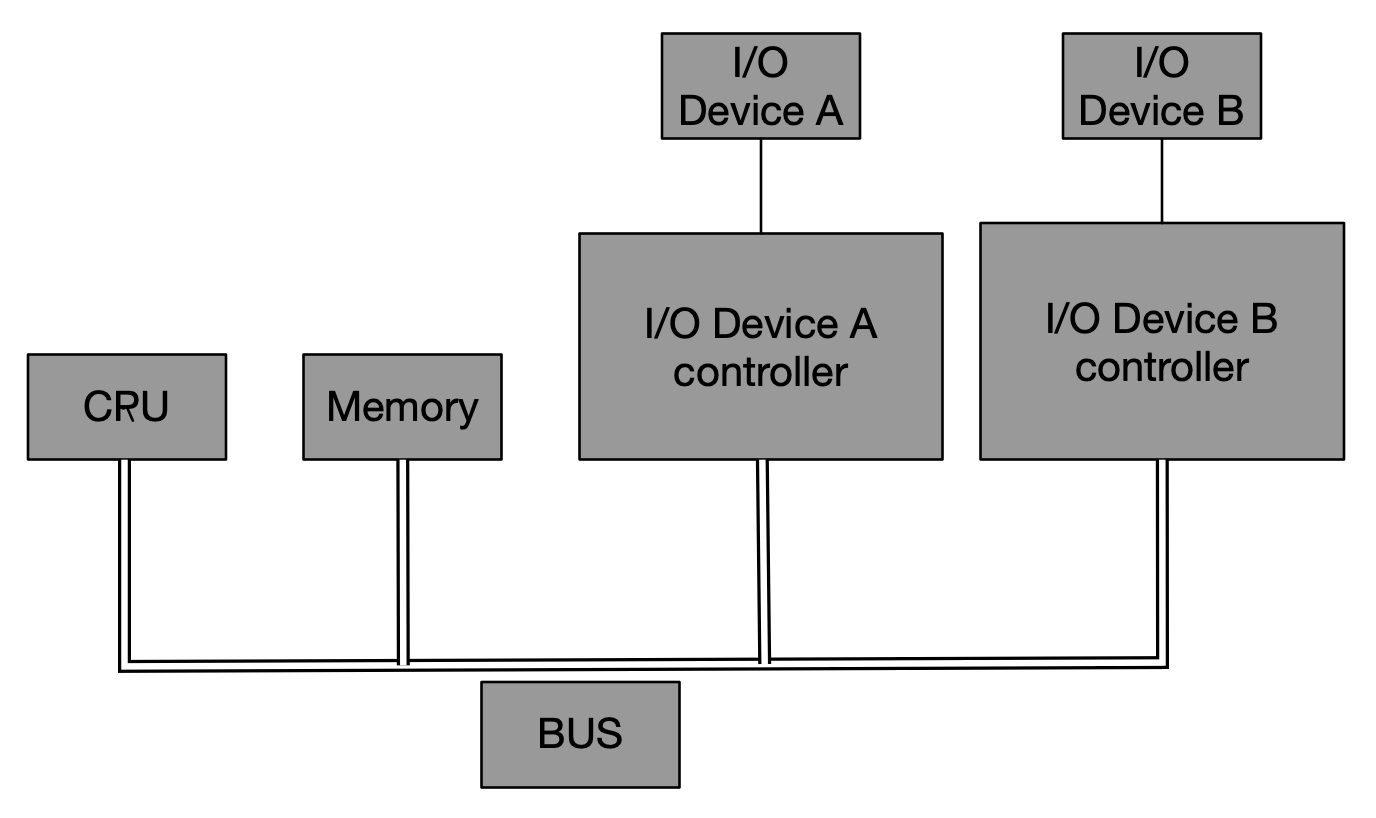 I/O
Device A
I/O
Device B
I/O Device A
controller
I/O Device B
controller
CRU
Memory
BUS